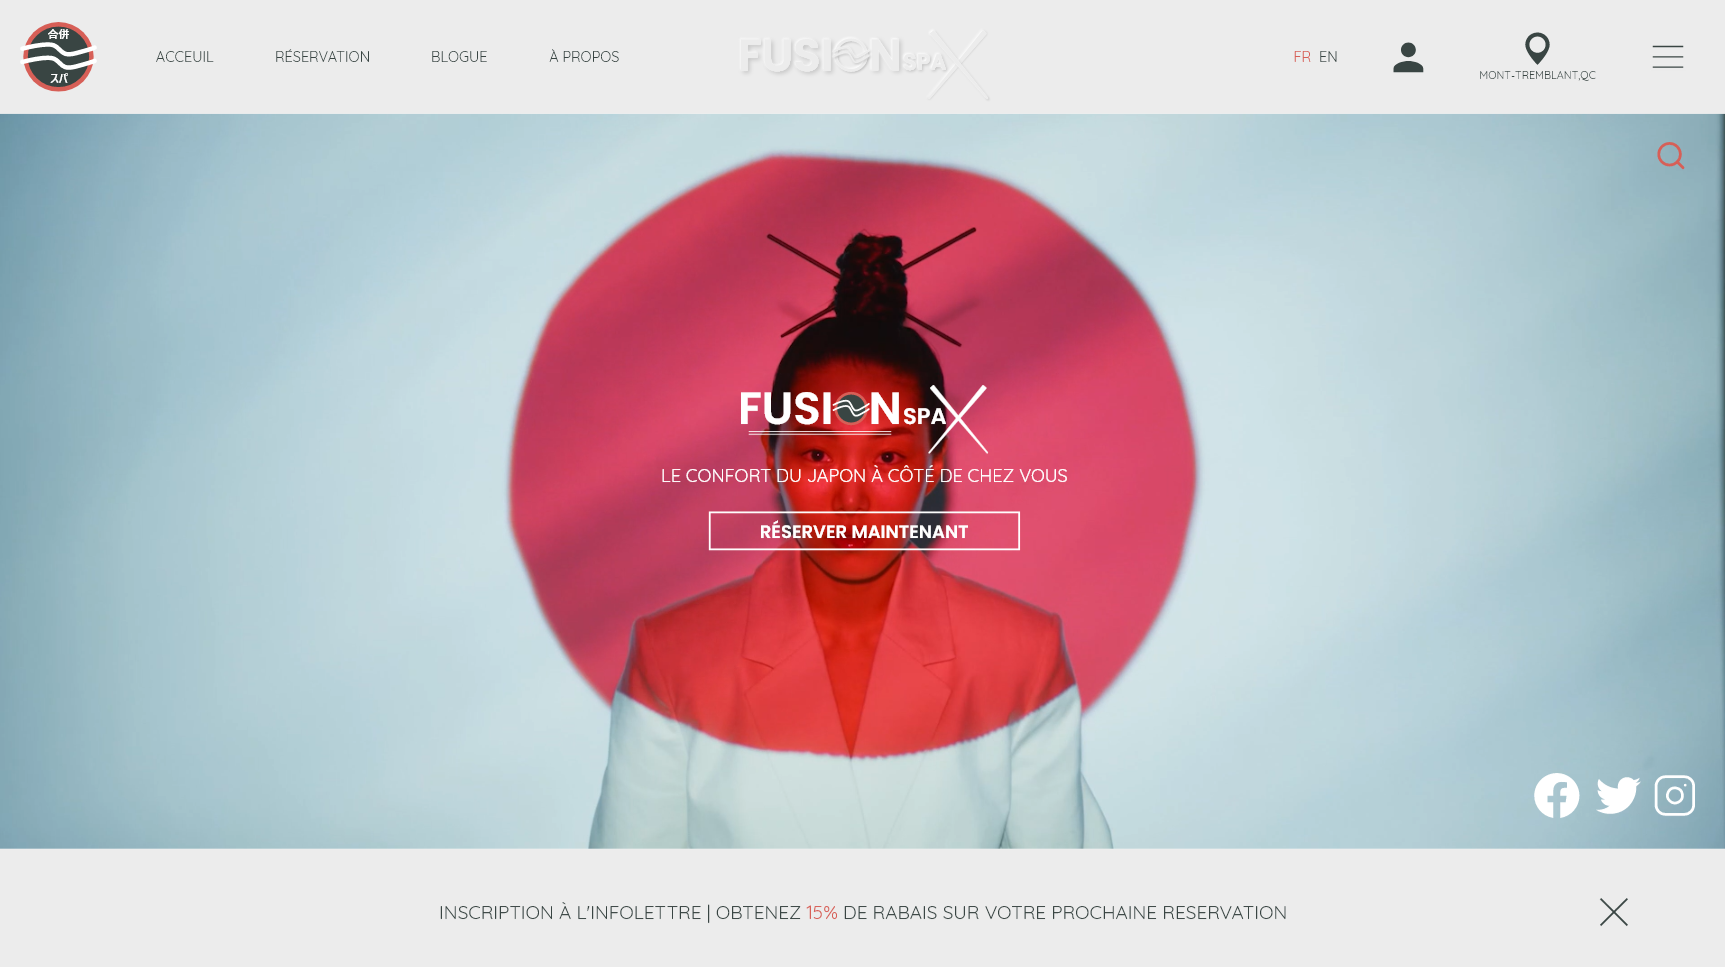 合併
スパ
ACCEUIL
RÉSERVATION
BLOGUE
À PROPOS
FUSION SPA
FR EN
MONT-TREMBLANT,QC
FUSION SPA
LE CONFORT DU JAPON À CÔTÉ DE CHEZ VOUS
RÉSERVER MAINTENANT
INSCRIPTION À L'INFOLETTRE | OBTENEZ 15% DE RABAIS SUR VOTRE PROCHAINE RESERVATION